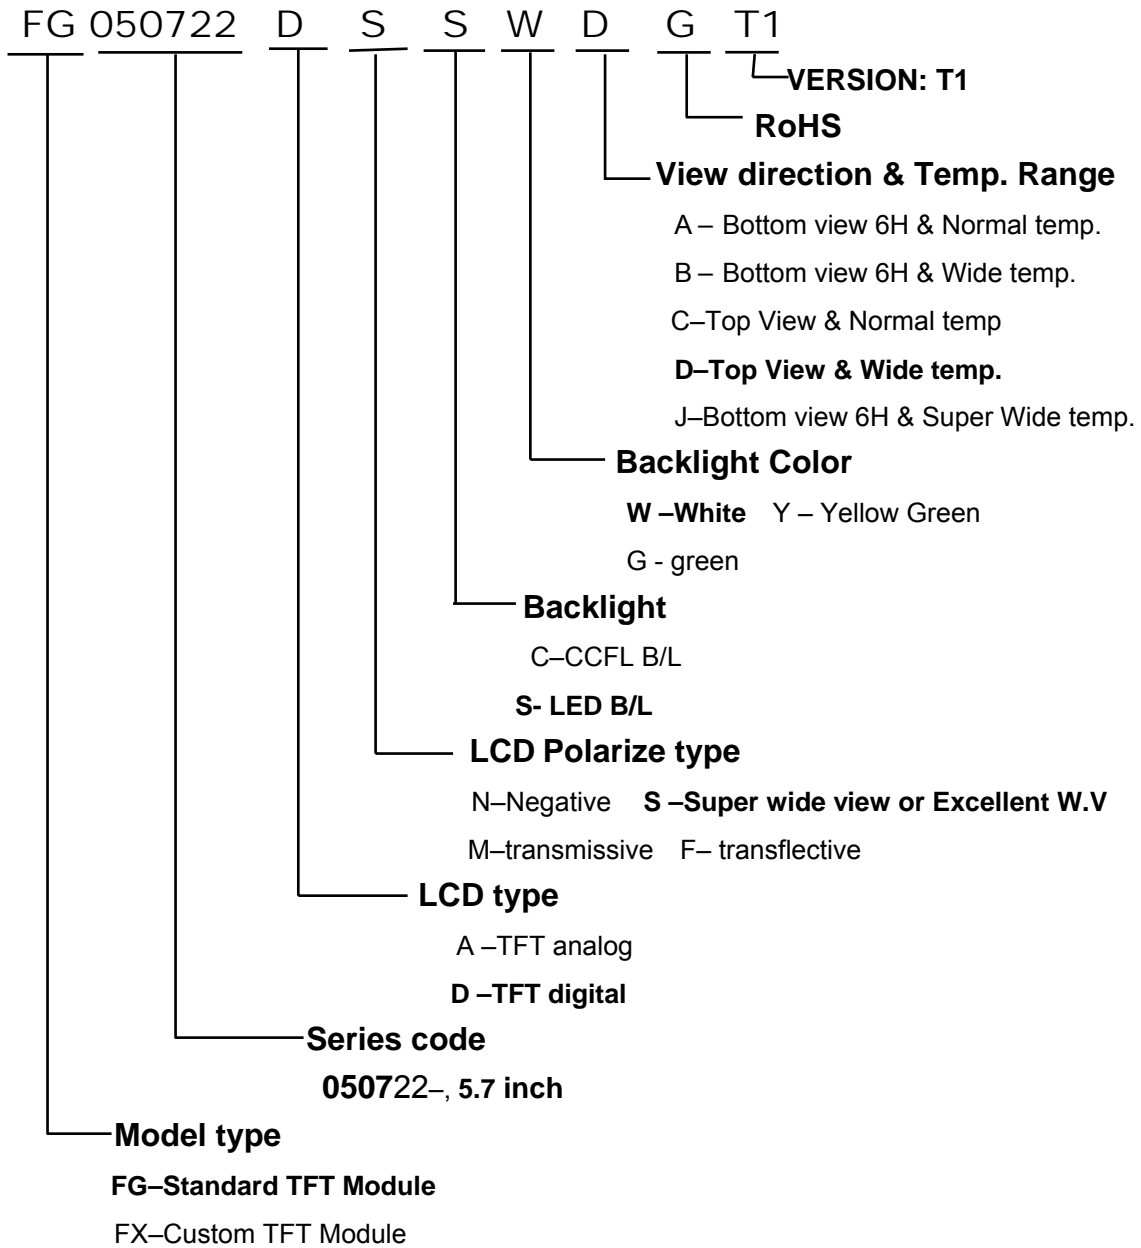 FG 050722 D S S W D G T1
VERSION: T1
RoHS
View direction & Temp. Range
A – Bottom view 6H & Normal temp.
B – Bottom view 6H & Wide temp.
C–Top View & Normal temp
D–Top View & Wide temp.
J–Bottom view 6H & Super Wide temp.
Backlight Color
W –White Y – Yellow Green
G - green
Backlight
C–CCFL B/L
S- LED B/L
LCD Polarize type
N–Negative S –Super wide view or Excellent W.V
M–transmissive F– transflective
LCD type
A –TFT analog
D –TFT digital
Series code
050722–, 5.7 inch
Model type
FG–Standard TFT Module
FX–Custom TFT Module